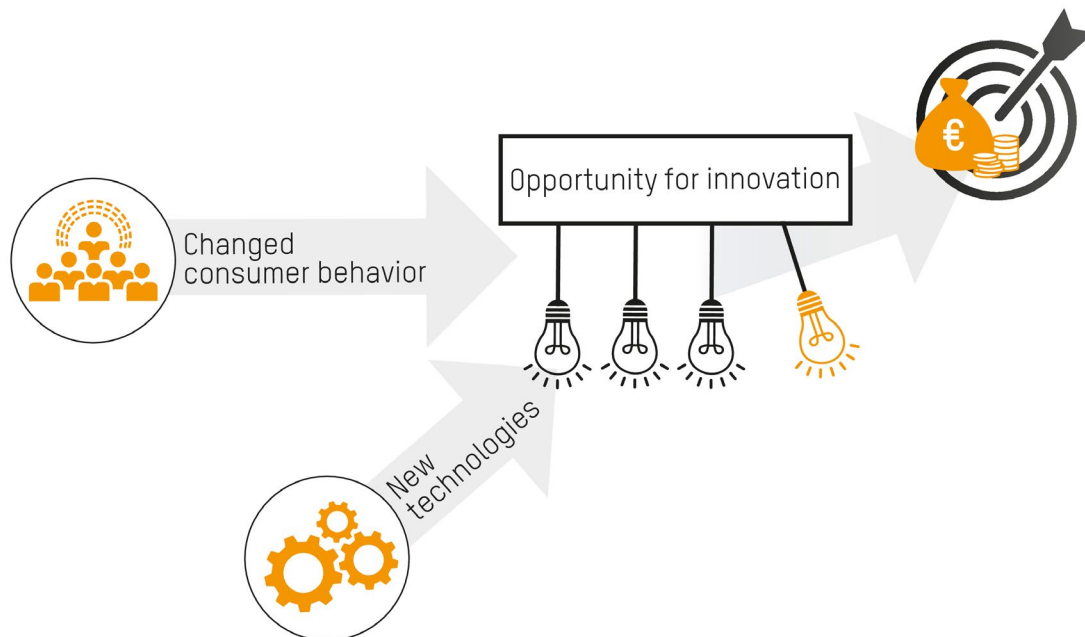 Opportunity for innovation
€
Changed
consumer behavior
New
technologies